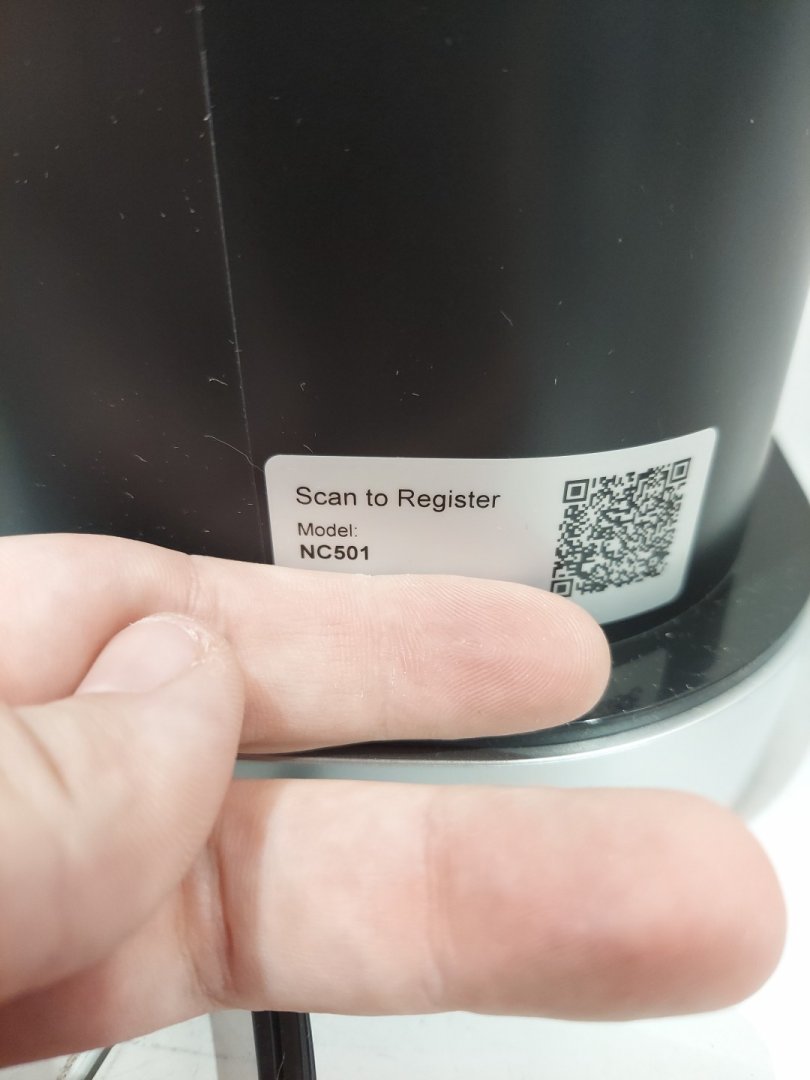 Scan to Register
Model:
NC501